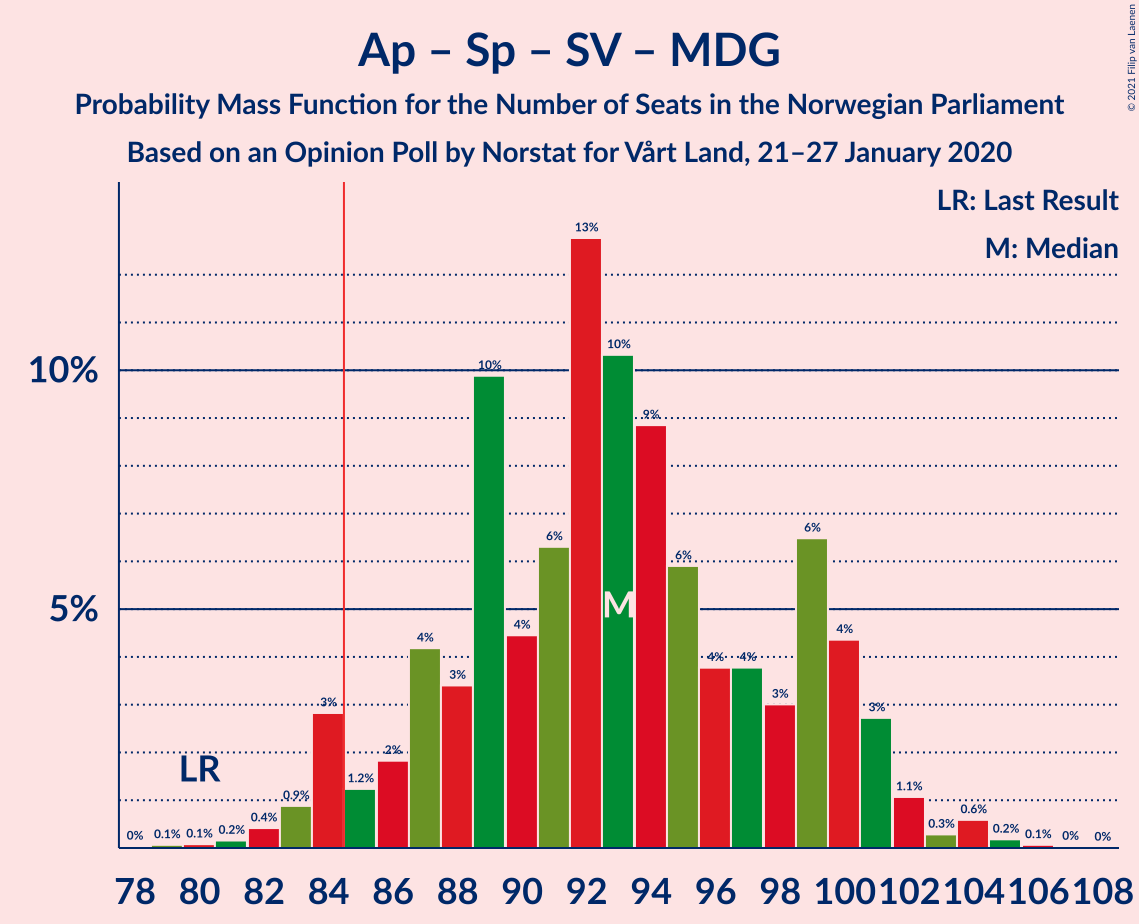 Ap – Sp – SV – MDG
Probability Mass Function for the Number of Seats in the Norwegian Parliament
Based on an Opinion Poll by Norstat for Vårt Land, 21–27 January 2020
© 2021 Filip van Laenen
LR: Last Result
M: Median
10%
5%
LR
M
0% 0.1% 0.1% 0.2% 0.4% 0.9% 3% 1.2% 2% 4% 3% 10% 4% 6% 13% 10% 9% 6% 4% 4% 3% 6% 4% 3% 1.1% 0.3% 0.6% 0.2% 0.1% 0% 0%
78 80 82 84 86 88 90 92 94 96 98 100 102 104 106 108